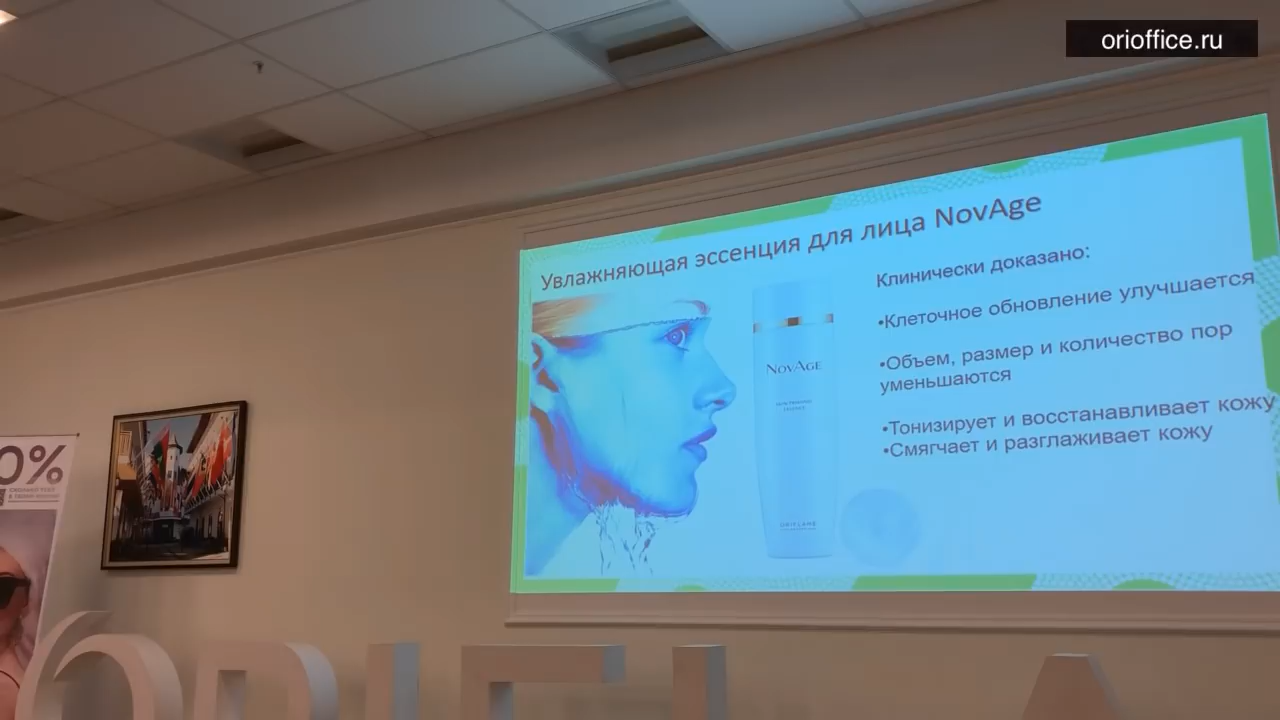 orioffice.ru
Увлажняющая эссенция для лица NovAge
Клинически доказано:
•Клеточное обновление улучшается
•Объем, размер и количество пор
уменьшаются
•Тонизирует и восстанавливает кожу
•Смягчает и разглаживает кожу
NOVAGE
ORIFLAME
0%